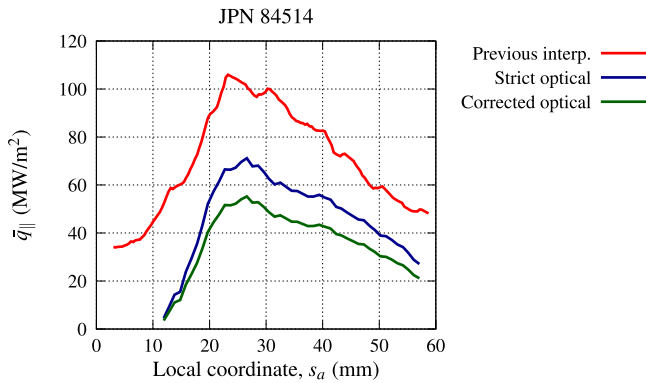 JPN 84514
120
100
80
60
40
20
0
0 10 20 30 40 50 60
q̄∥ (MW/m²)
Local coordinate, sₐ (mm)
Previous interp.
Strict optical
Corrected optical